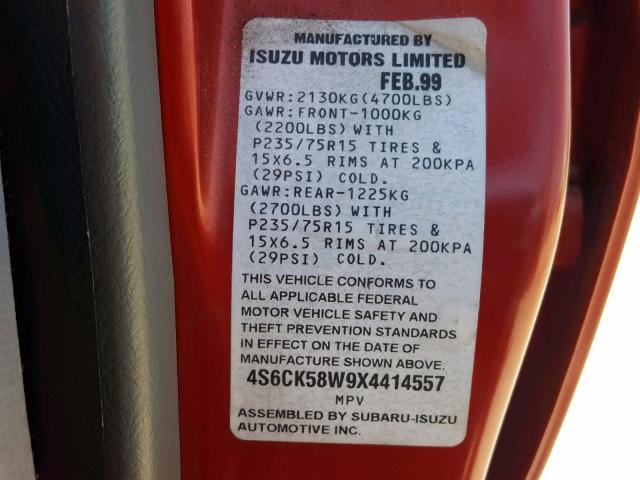 MANUFACTURED BY
ISUZU MOTORS LIMITED
FEB.99
GVWR:2130KG(4700LBS)
GAWR:FRONT-1000KG
(2200LBS) WITH
P235/75R15 TIRES &
15X6.5 RIMS AT 200KPA
(29PSI) COLD.
GAWR:REAR-1225KG
(2700LBS) WITH
P235/75R15 TIRES &
15X6.5 RIMS AT 200KPA
(29PSI) COLD.
THIS VEHICLE CONFORMS TO
ALL APPLICABLE FEDERAL
MOTOR VEHICLE SAFETY AND
THEFT PREVENTION STANDARDS
IN EFFECT ON THE DATE OF
MANUFACTURE SHOWN ABOVE.
4S6CK58W9X4414557
MPV
ASSEMBLED BY SUBARU-ISUZU
AUTOMOTIVE INC.